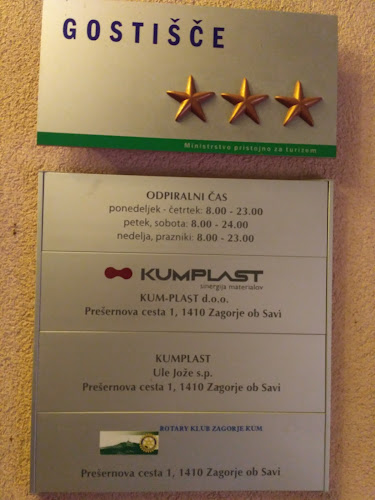 GOSTIŠČE
Ministrstvo pristojno za turizem
ODPIRALNI ČAS
ponedeljek - četrtek: 8.00 - 23.00
petek, sobota: 8.00 - 24.00
nedelja, prazniki: 8.00 - 23.00
KUMPLAST
sinergija materialov
KUM-PLAST d.o.o.
Prešernova cesta 1, 1410 Zagorje ob Savi
KUMPLAST
Ule Jože s.p.
Prešernova cesta 1, 1410 Zagorje ob Savi
ROTARY KLUB ZAGORJE KUM
Prešernova cesta 1, 1410 Zagorje ob Savi